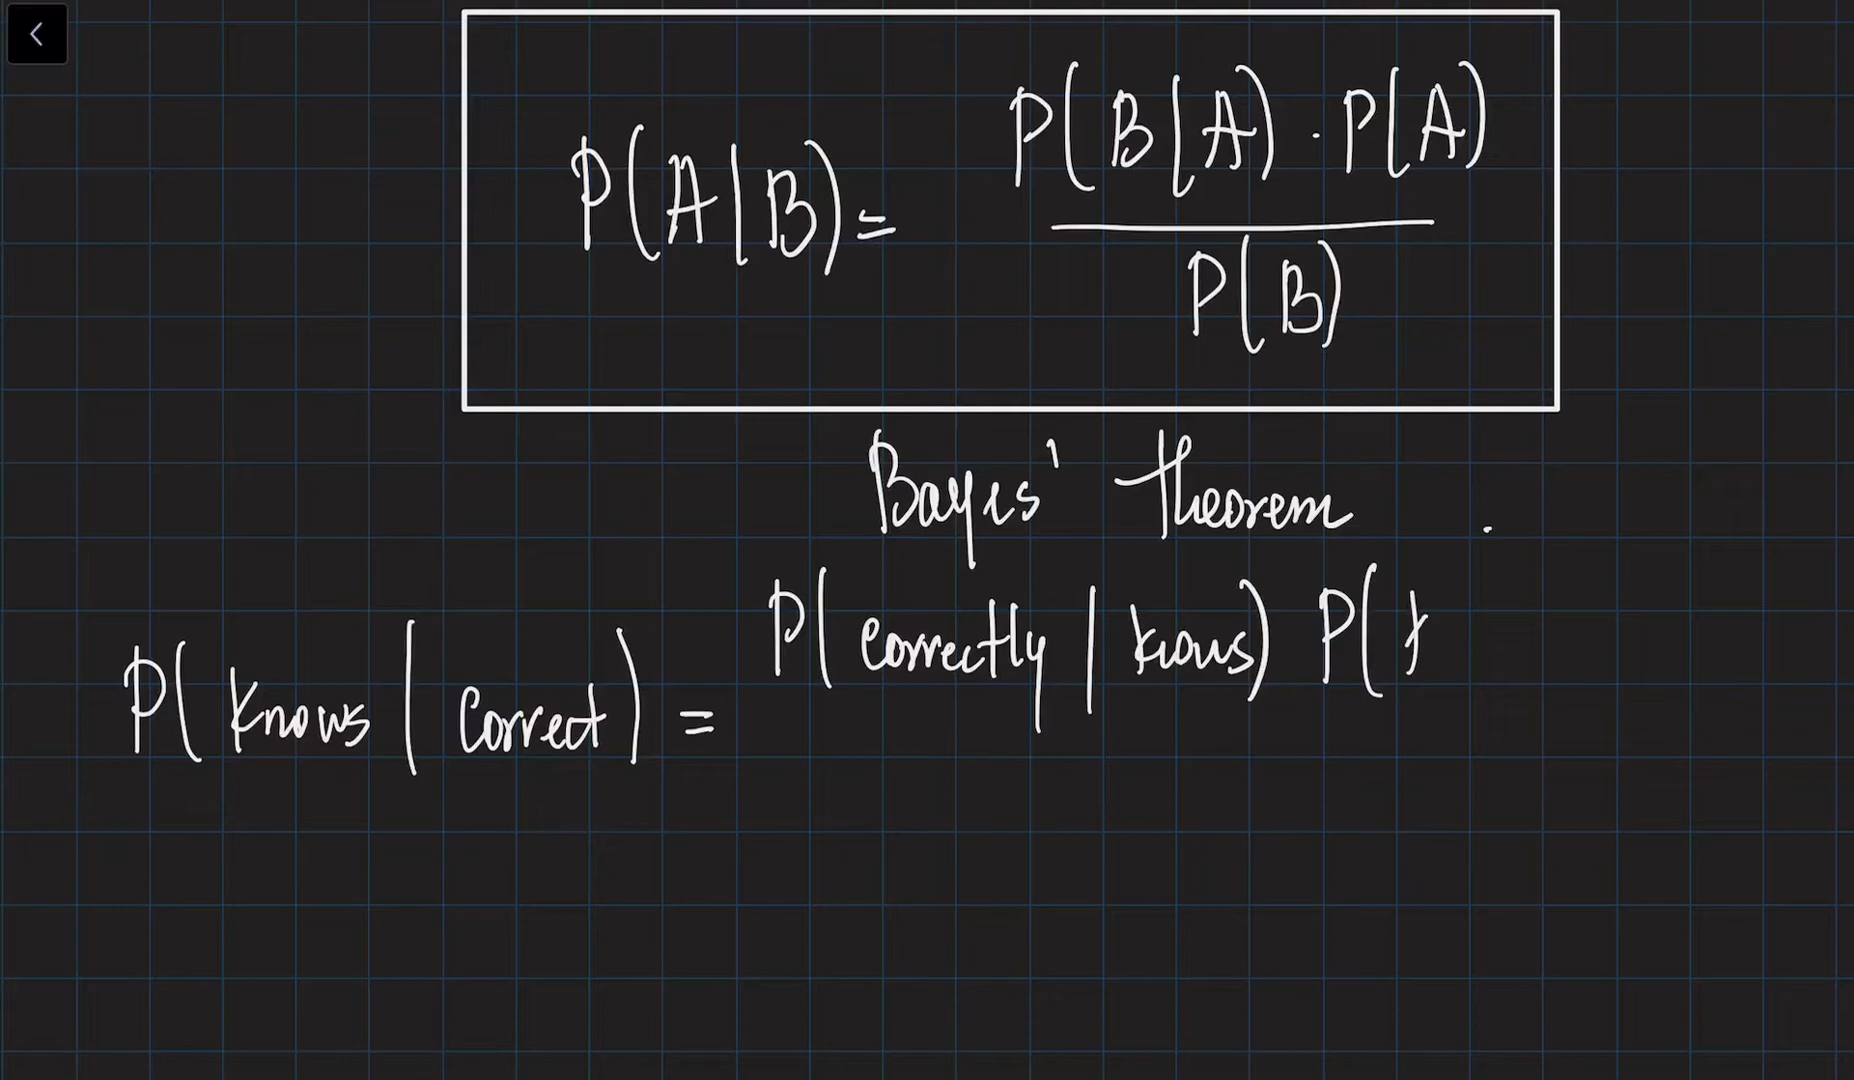 P(A|B) = P(B|A) · P(A) / P(B)
Bayes' theorem .
P(knows | correct) = P(correctly | knows) P(